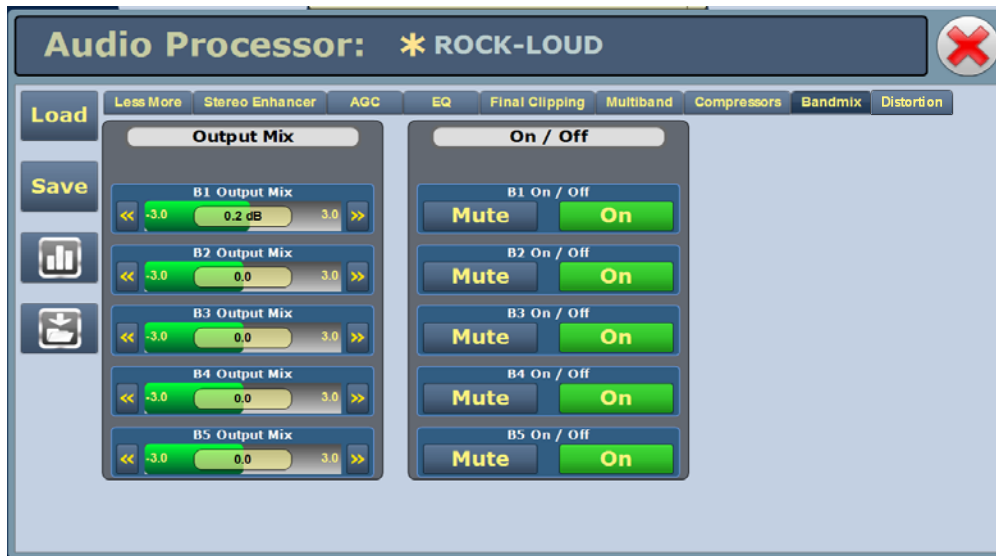 Audio Processor: * ROCK-LOUD
Load
Save
Less More Stereo Enhancer AGC EQ Final Clipping Multiband Compressors Bandmix Distortion
Output Mix
B1 Output Mix
<< -3.0 0.2 dB 3.0 >>
B2 Output Mix
<< -3.0 0.0 3.0 >>
B3 Output Mix
<< -3.0 0.0 3.0 >>
B4 Output Mix
<< -3.0 0.0 3.0 >>
B5 Output Mix
<< -3.0 0.0 3.0 >>
On / Off
B1 On / Off
Mute On
B2 On / Off
Mute On
B3 On / Off
Mute On
B4 On / Off
Mute On
B5 On / Off
Mute On